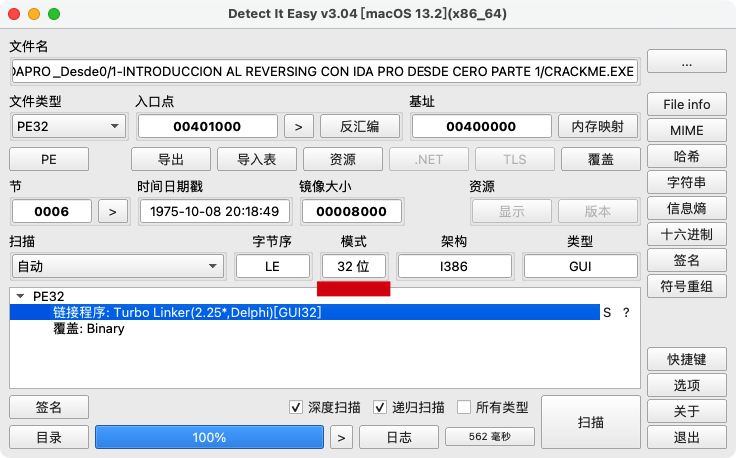 Detect It Easy v3.04 [macOS 13.2](x86_64)
文件名
DAPRO_Desde0/1-INTRODUCCION AL REVERSING CON IDA PRO DESDE CERO PARTE 1/CRACKME.EXE
...
文件类型 入口点 基址
File info
PE32 00401000 > 反汇编 00400000 内存映射
MIME
PE 导出 导入表 资源 .NET TLS 覆盖
哈希
节 时间日期戳 镜像大小 资源
字符串
0006 > 1975-10-08 20:18:49 00008000 显示 版本
信息熵
扫描 字节序 模式 架构 类型
十六进制
自动 LE 32 位 I386 GUI
签名
符号重组
PE32
链接程序: Turbo Linker(2.25*,Delphi)[GUI32] S ?
覆盖: Binary
快捷键
选项
签名 深度扫描 递归扫描 所有类型 扫描
关于
目录 100% > 日志 562 毫秒
退出